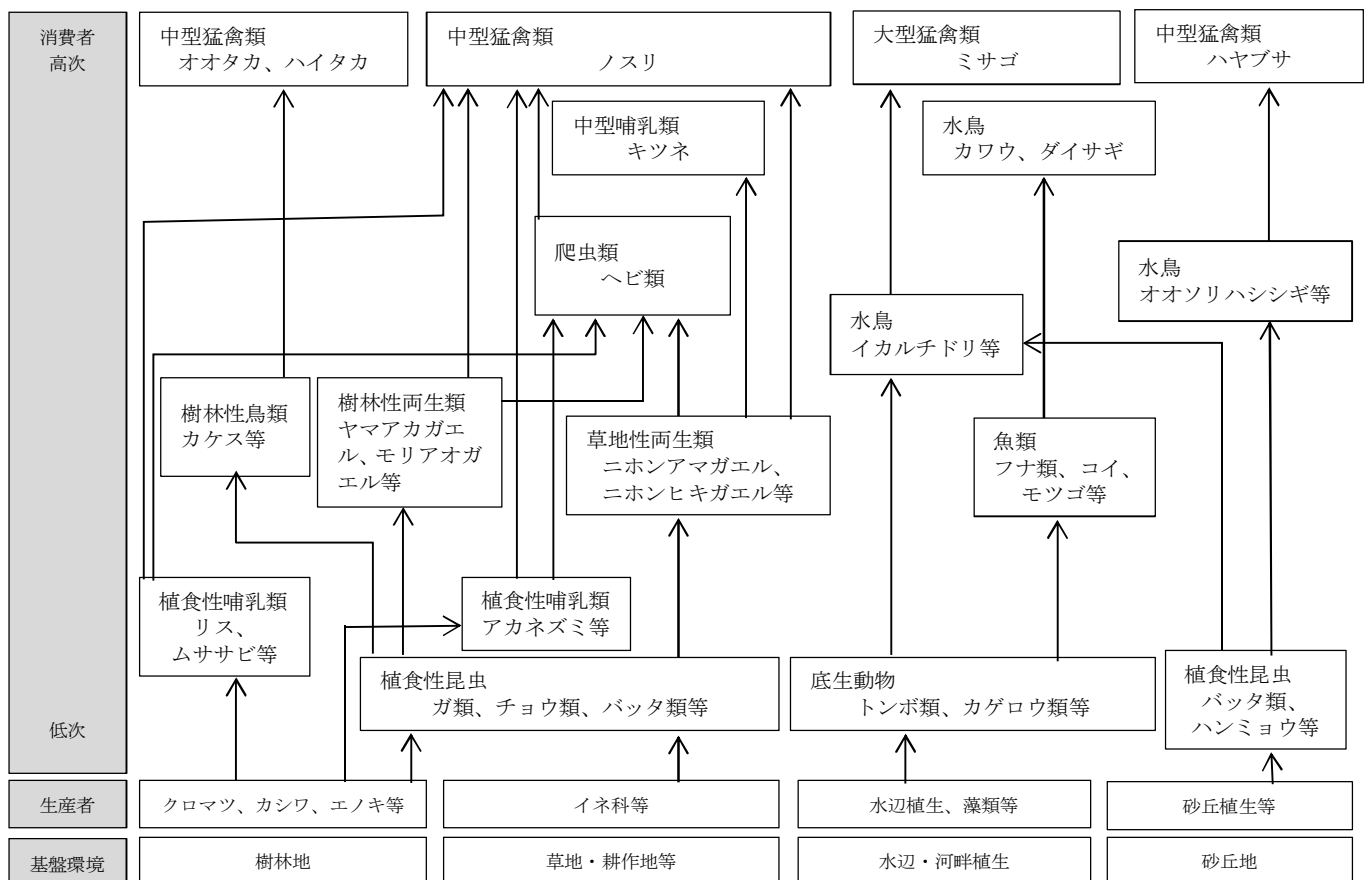 消費者
高次
中型猛禽類
オオタカ、ハイタカ
中型猛禽類
ノスリ
大型猛禽類
ミサゴ
中型猛禽類
ハヤブサ
中型哺乳類
キツネ
水鳥
カワウ、ダイサギ
爬虫類
ヘビ類
水鳥
オオソリハシシギ等
水鳥
イカルチドリ等
樹林性鳥類
カケス等
樹林性両生類
ヤマアカガエ
ル、モリアオガ
エル等
草地性両生類
ニホンアマガエル、
ニホンヒキガエル等
魚類
フナ類、コイ、
モツゴ等
植食性哺乳類
リス、
ムササビ等
植食性哺乳類
アカネズミ等
植食性昆虫
ガ類、チョウ類、バッタ類等
底生動物
トンボ類、カゲロウ類等
植食性昆虫
バッタ類、
ハンミョウ等
低次
生産者
クロマツ、カシワ、エノキ等
イネ科等
水辺植生、藻類等
砂丘植生等
基盤環境
樹林地
草地・耕作地等
水辺・河畔植生
砂丘地